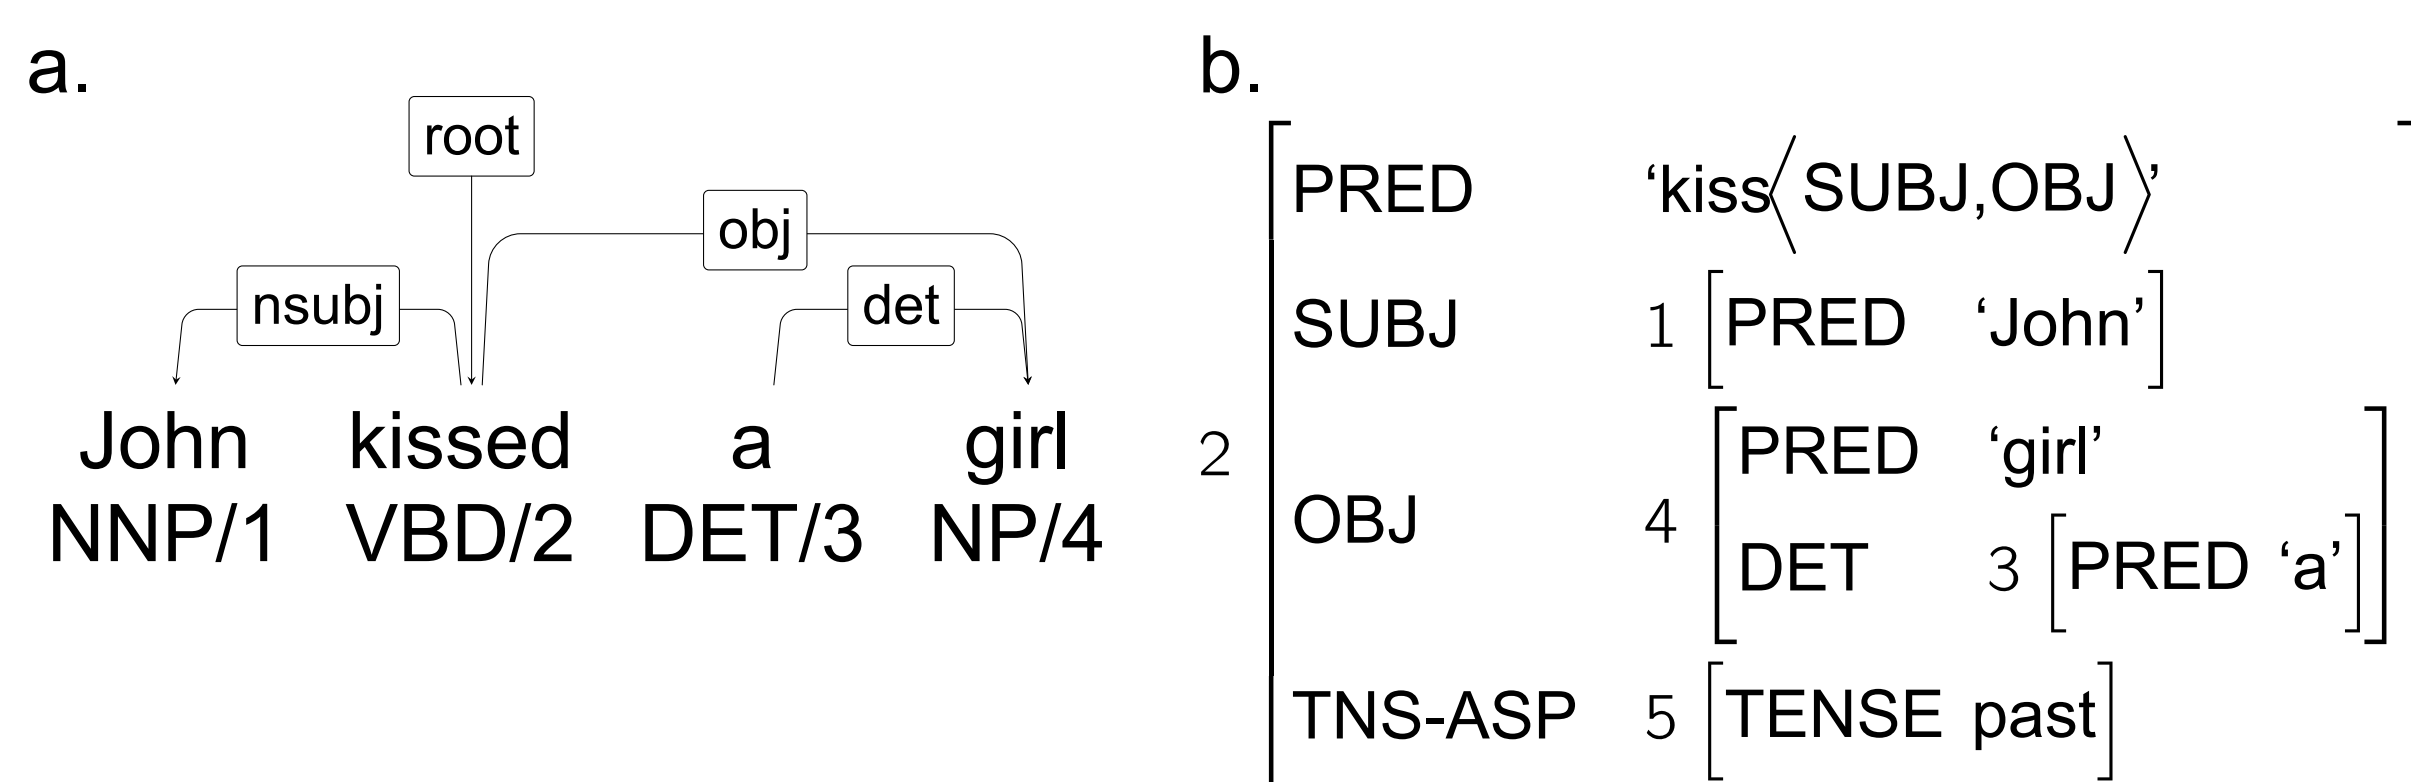 a.
root
obj
nsubj
det
John kissed a girl
NNP/1 VBD/2 DET/3 NP/4
b.
PRED ‘kiss⟨SUBJ,OBJ⟩’
SUBJ 1 [PRED ‘John’]
2
OBJ 4 [PRED ‘girl’
DET 3 [PRED ‘a’]]
TNS-ASP 5 [TENSE past]